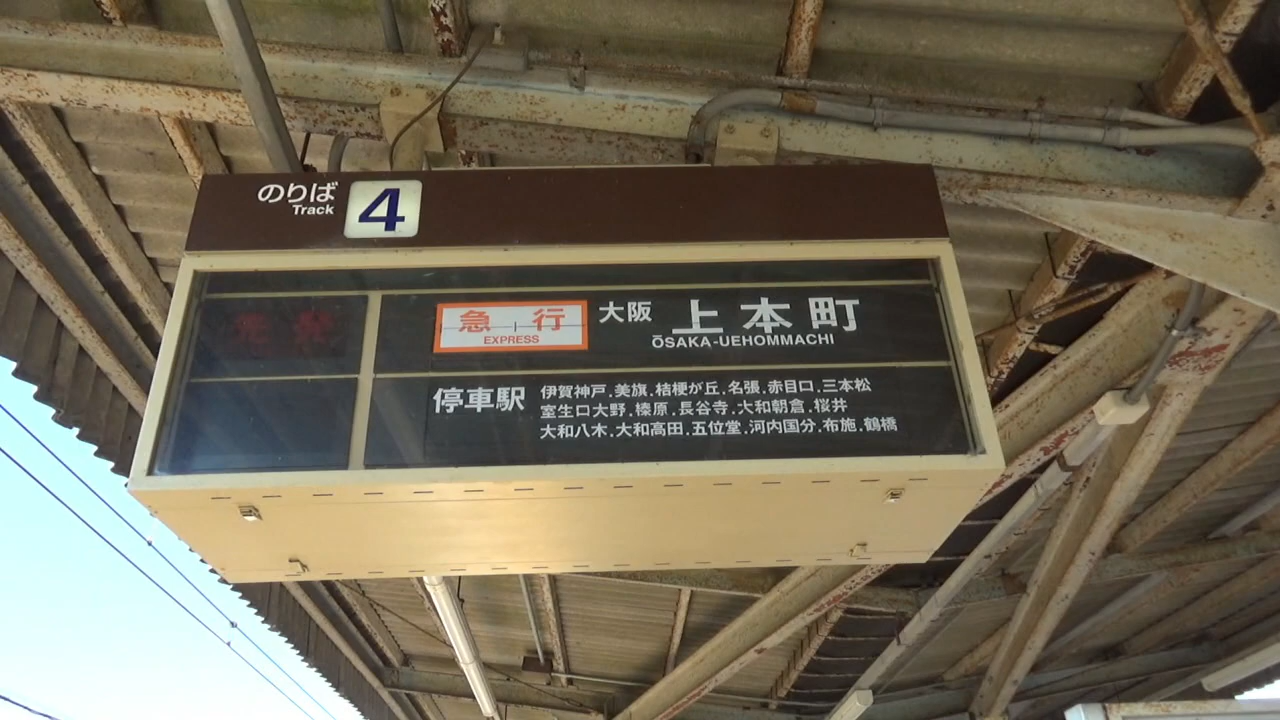 のりば 4
Track
急行 大阪 上本町
EXPRESS ŌSAKA-UEHOMMACHI
停車駅 伊賀神戸.美旗.桔梗が丘.名張.赤目口.三本松
室生口大野.榛原.長谷寺.大和朝倉.桜井
大和八木.大和高田.五位堂.河内国分.布施.鶴橋